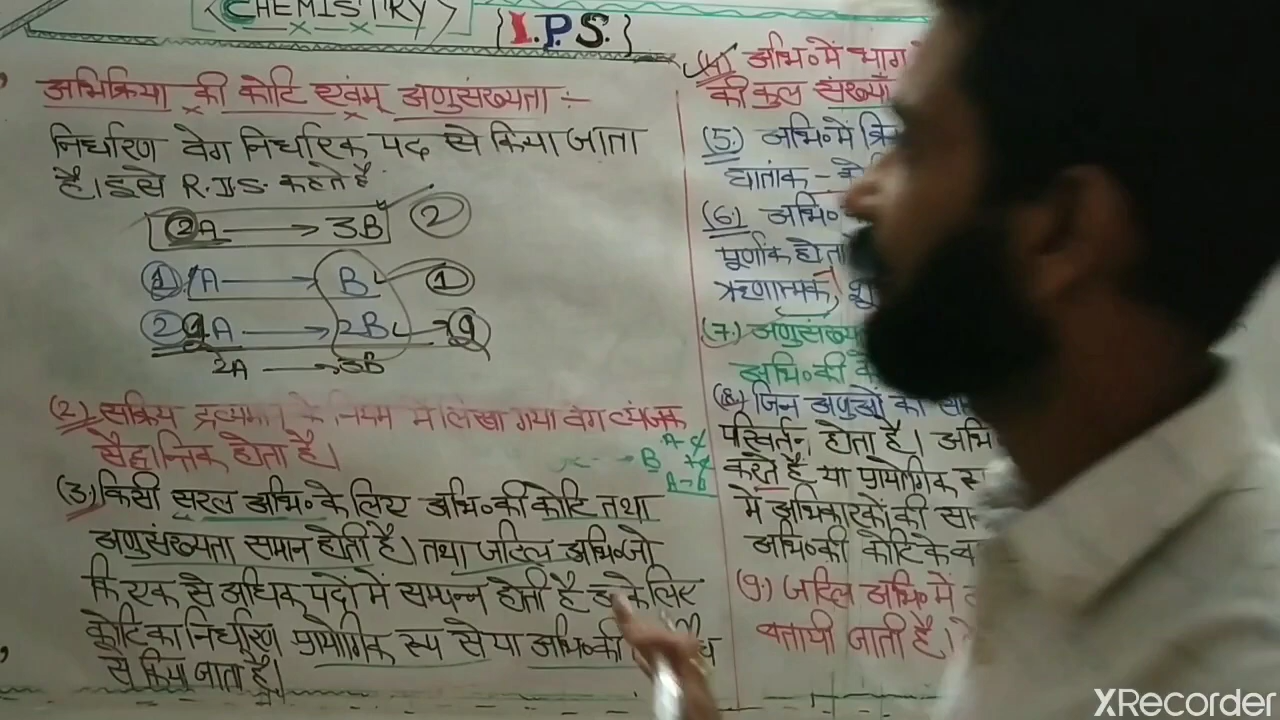 CHEMISTRY
{I.P.S.}
अभिक्रिया की कोटि एवंम् अणुसंख्यता :-
निर्धारण वेग निर्धारक पद से किया जाता
है। इसे R.D.S. कहते है
2A → 3B 2
1 A → B 1
2 A → 2B
2A → 3B
(2) सक्रिय द्रव्यमान के नियम में लिखा गया वेग व्यंजक
सैद्धान्तिक होता है।
B
(3) किसी सरल अभि० के लिए अभि० की कोटि तथा
अणुसंख्यता समान होती है। तथा जटिल अभि० जो
कि एक से अधिक पदों में सम्पन्न होती है इ के लिए
कोटि का निर्धारण प्रायोगिक रूप से या अभि० की
से किया जाता है।
अभि० में भाग
की कुल संख्या
(5) अभि० में
घातांक -
(6) अभि०
पूर्णांक होता
ऋणात्मक,
(7) अणुसंख्य
अभि० की
(8) जिन अणुओं की
परिवर्तन होता है। अभि
करते है या प्रायोगिक
में अभिकारकों की सा
अभि० की कोटि के
(9) जटिल अभि० में
बतायी जाती है।
XRecorder